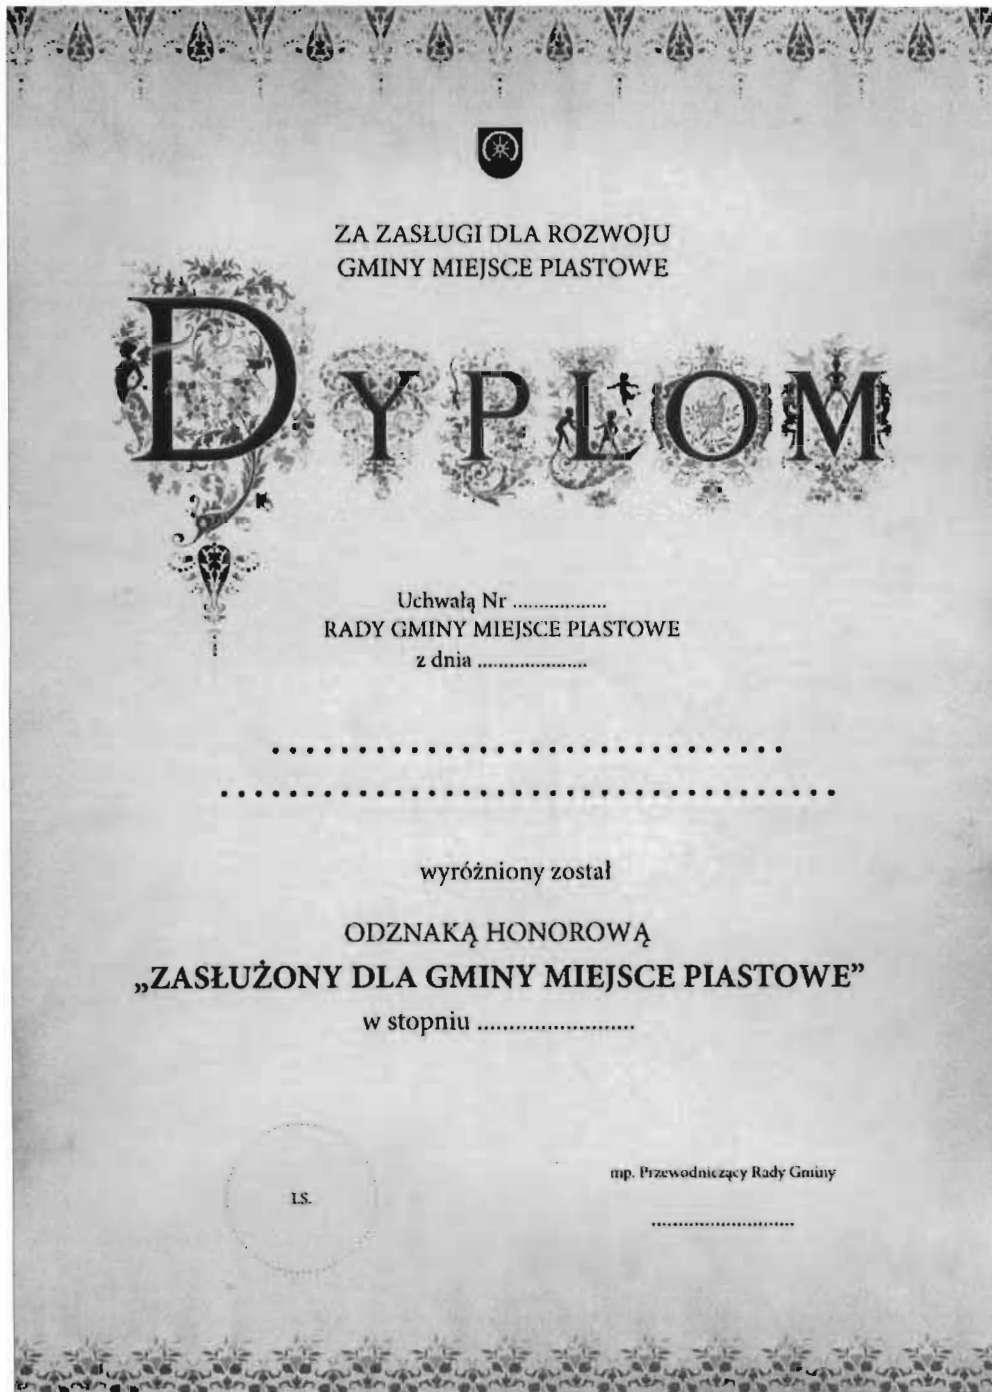 ZA ZASŁUGI DLA ROZWOJU
GMINY MIEJSCE PIASTOWE
DYPLOM
Uchwałą Nr ..................
RADY GMINY MIEJSCE PIASTOWE
z dnia .....................
..............................
....................................
wyróżniony został
ODZNAKĄ HONOROWĄ
„ZASŁUŻONY DLA GMINY MIEJSCE PIASTOWE”
w stopniu .........................
mp. Przewodniczący Rady Gminy
L.S.
...........................